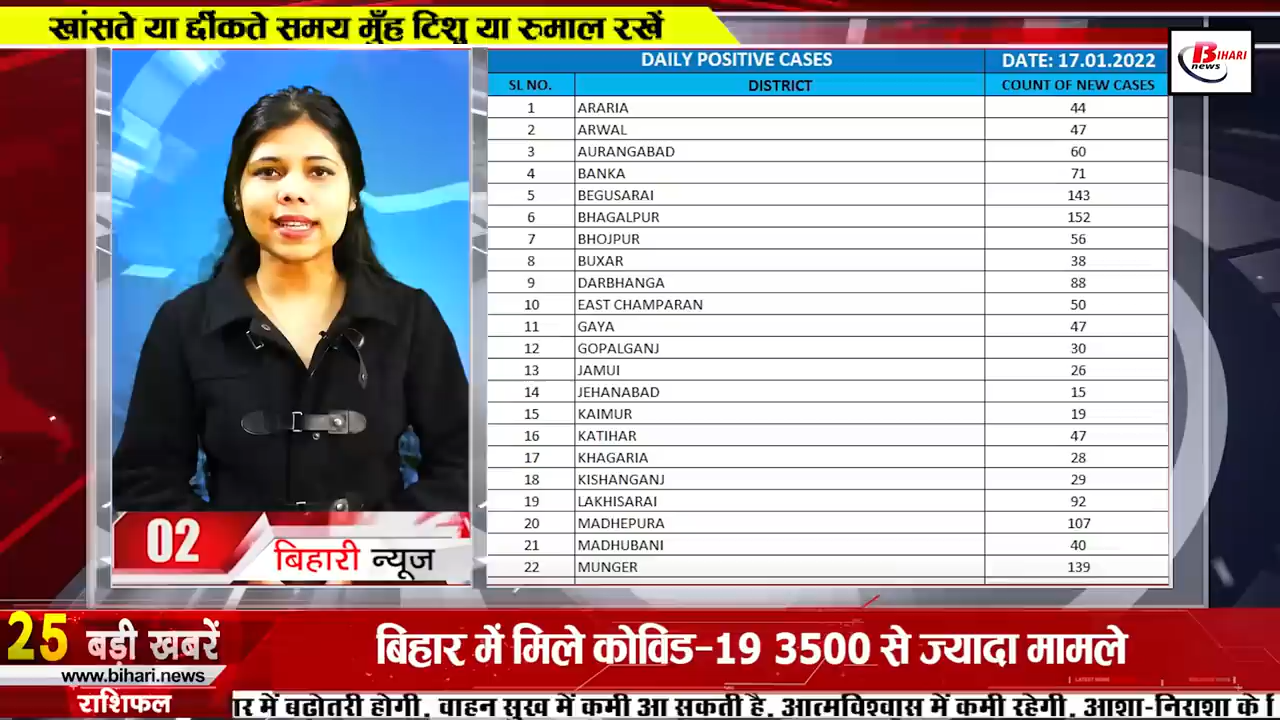 खांसते या छींकते समय मुँह टिशु या रुमाल रखें
BIHARI
news
DAILY POSITIVE CASES DATE: 17.01.2022
SL NO. DISTRICT COUNT OF NEW CASES
1 ARARIA 44
2 ARWAL 47
3 AURANGABAD 60
4 BANKA 71
5 BEGUSARAI 143
6 BHAGALPUR 152
7 BHOJPUR 56
8 BUXAR 38
9 DARBHANGA 88
10 EAST CHAMPARAN 50
11 GAYA 47
12 GOPALGANJ 30
13 JAMUI 26
14 JEHANABAD 15
15 KAIMUR 19
16 KATIHAR 47
17 KHAGARIA 28
18 KISHANGANJ 29
19 LAKHISARAI 92
20 MADHEPURA 107
21 MADHUBANI 40
22 MUNGER 139
02
बिहारी न्यूज
25 बड़ी खबरें
www.bihari.news
बिहार में मिले कोविड-19 3500 से ज्यादा मामले
राशिफल
में बढोतरी होगी, वाहन सुख में कमी आ सकती है. आत्मविश्वास में कमी रहेगी, आशा-निराशा के